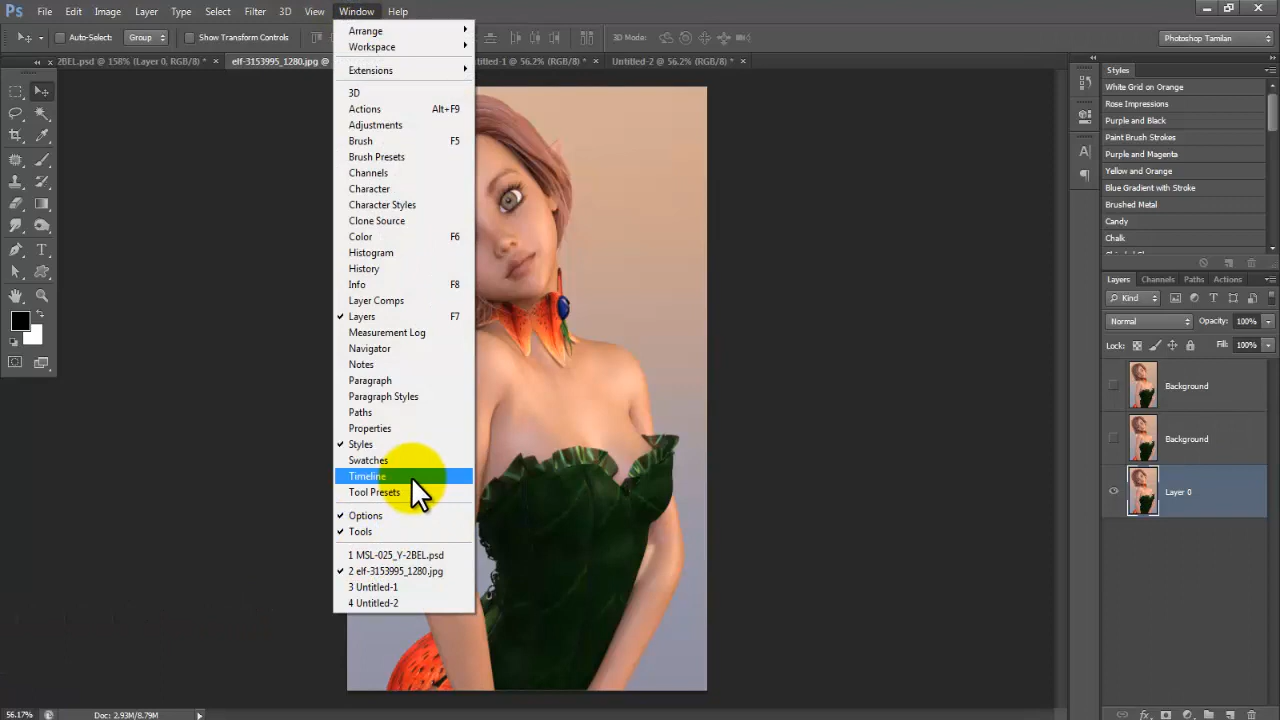 Ps File Edit Image Layer Type Select Filter 3D View Window Help
Auto-Select: Group Show Transform Controls 3D Mode: Photoshop Tamilan
2BEL.psd @ 158% (Layer 0, RGB/8) * × elf-3153995_1280.jpg @ @ 56.2% (RGB/8) * × Untitled-2 @ 56.2% (RGB/8) * ×
Arrange
Workspace
Extensions
3D
Actions Alt+F9
Adjustments
Brush F5
Brush Presets
Channels
Character
Character Styles
Clone Source
Color F6
Histogram
History
Info F8
Layer Comps
Layers F7
Measurement Log
Navigator
Notes
Paragraph
Paragraph Styles
Paths
Properties
Styles
Swatches
Timeline
Tool Presets
Options
Tools
1 MSL-025_Y-2BEL.psd
2 elf-3153995_1280.jpg
3 Untitled-1
4 Untitled-2
Styles
White Grid on Orange
Rose Impressions
Purple and Black
Paint Brush Strokes
Purple and Magenta
Yellow and Orange
Blue Gradient with Stroke
Brushed Metal
Candy
Chalk
Layers Channels Paths Actions
Kind
Normal Opacity: 100%
Lock: Fill: 100%
Background
Background
Layer 0
56.17% Doc: 2.93M/8.79M